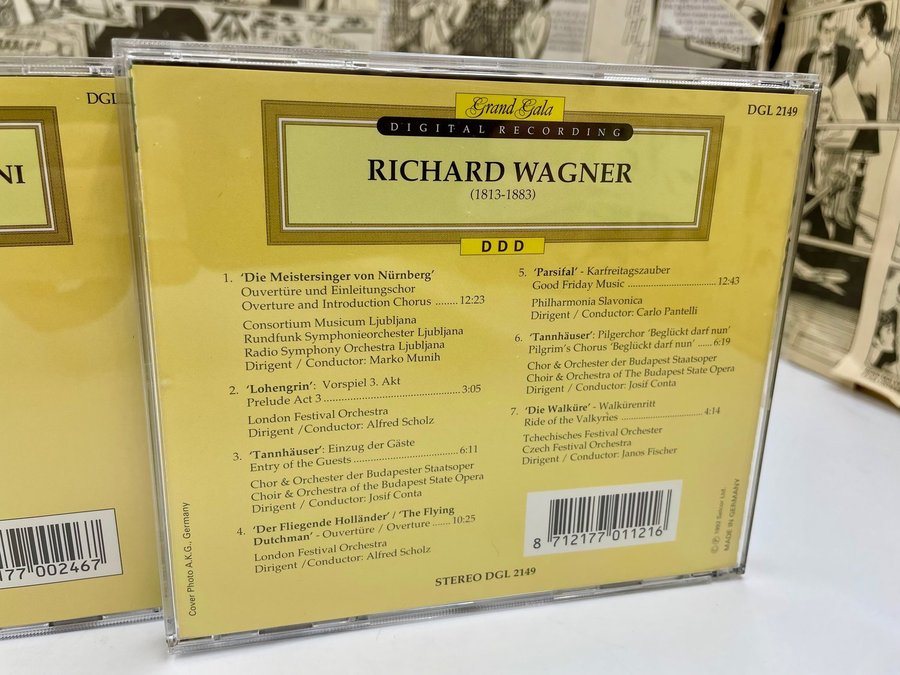 DGL
NI
77 002467
Grand Gala
DIGITAL RECORDING
DGL 2149
RICHARD WAGNER
(1813-1883)
DDD
1. 'Die Meistersinger von Nürnberg'
Ouvertüre und Einleitungschor
Overture and Introduction Chorus ........ 12:23
Consortium Musicum Ljubljana
Rundfunk Symphonieorchester Ljubljana
Radio Symphony Orchestra Ljubljana
Dirigent / Conductor: Marko Munih
2. 'Lohengrin': Vorspiel 3. Akt
Prelude Act 3 ................................... 3:05
London Festival Orchestra
Dirigent /Conductor: Alfred Scholz
3. 'Tannhäuser': Einzug der Gäste
Entry of the Guests ........................... 6:11
Chor & Orchester der Budapester Staatsoper
Choir & Orchestra of the Budapest State Opera
Dirigent / Conductor: Josif Conta
4. 'Der Fliegende Holländer' / 'The Flying
Dutchman' - Ouvertüre / Overture ...... 10:25
London Festival Orchestra
Dirigent /Conductor: Alfred Scholz
5. 'Parsifal' - Karfreitagszauber
Good Friday Music ........................... 12:43
Philharmonia Slavonica
Dirigent / Conductor: Carlo Pantelli
6. 'Tannhäuser': Pilgerchor 'Beglückt darf nun'
Pilgrim's Chorus 'Beglückt darf nun' ..... 6:19
Chor & Orchester der Budapest Staatsoper
Choir & Orchestra of The Budapest State Opera
Dirigent / Conductor: Josif Conta
7. 'Die Walküre' - Walkürenritt
Ride of the Valkyries ........................... 4:14
Tchechisches Festival Orchester
Czech Festival Orchestra
Dirigent / Conductor: Janos Fischer
8 712177 011216
STEREO DGL 2149
Cover Photo A.K.G., Germany
℗ © 1992 Selcor Ltd.
MADE IN GERMANY